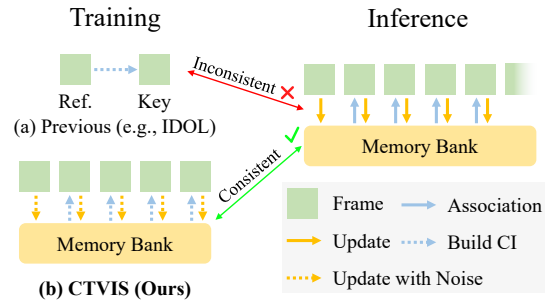 Training
Inference
Ref.
Key
Inconsistent
(a) Previous (e.g., IDOL)
Memory Bank
Consistent
Memory Bank
(b) CTVIS (Ours)
Frame
Association
Update
Build CI
Update with Noise